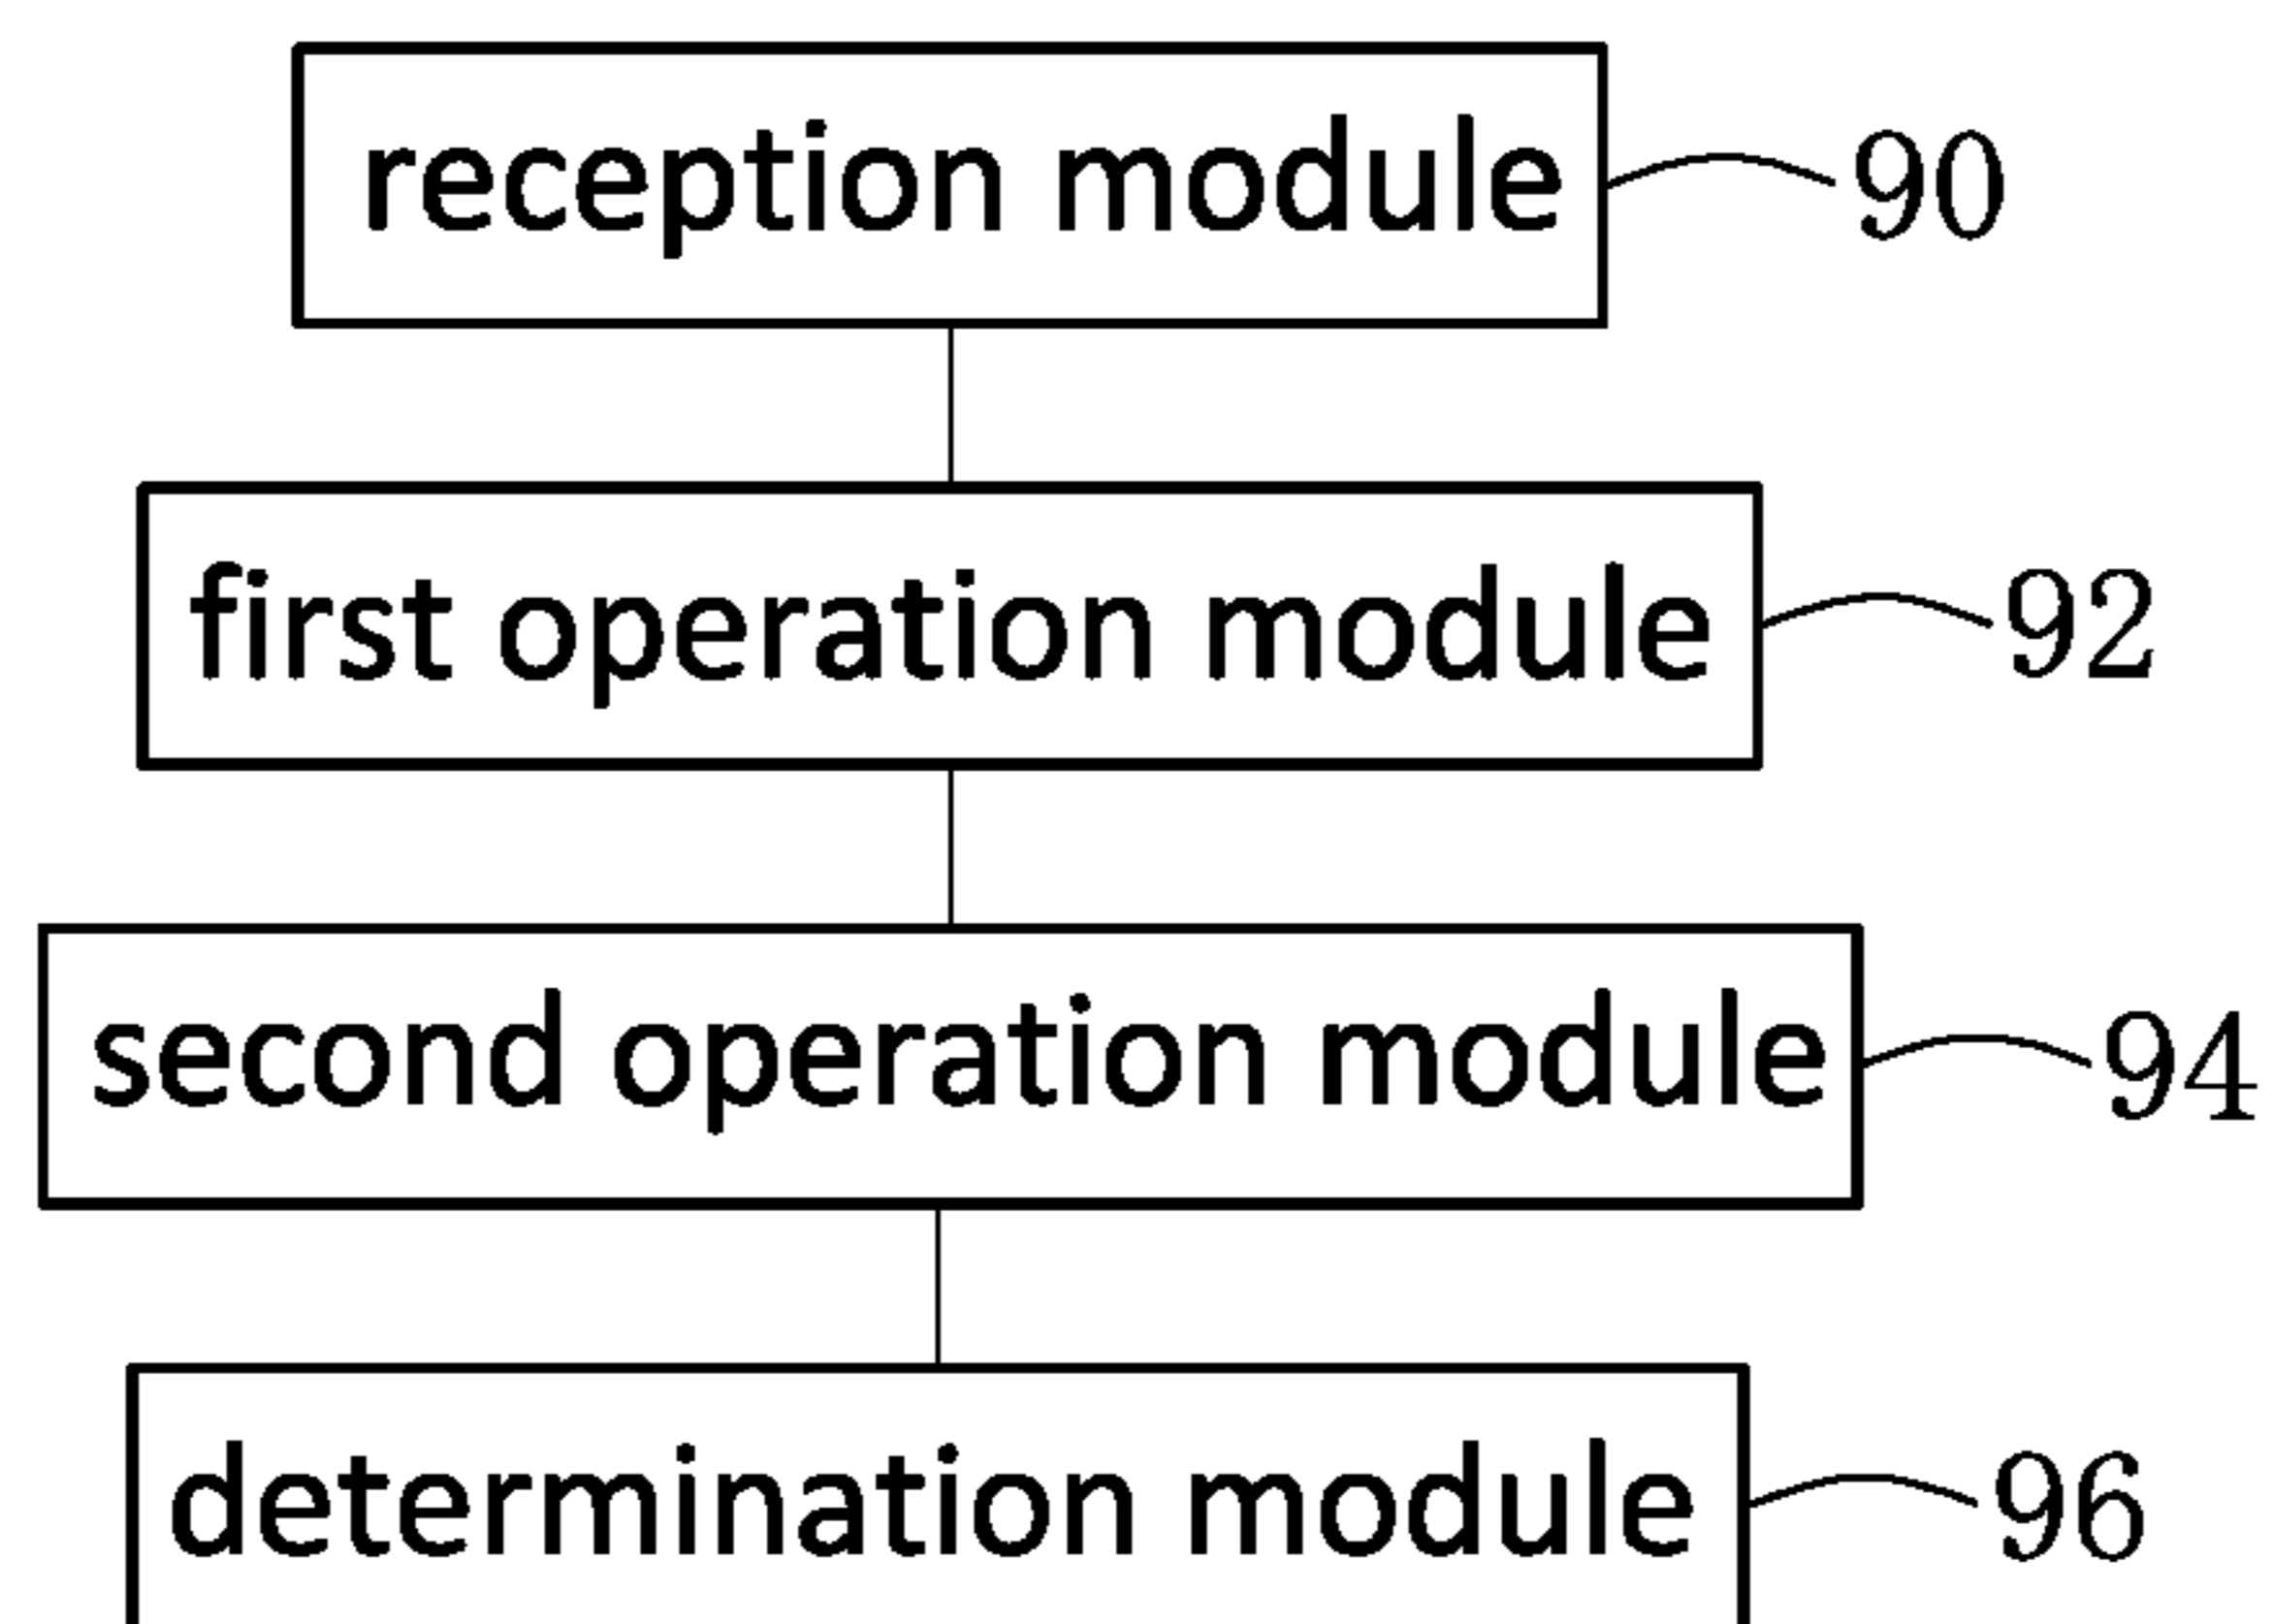 reception module 90
first operation module 92
second operation module 94
determination module 96